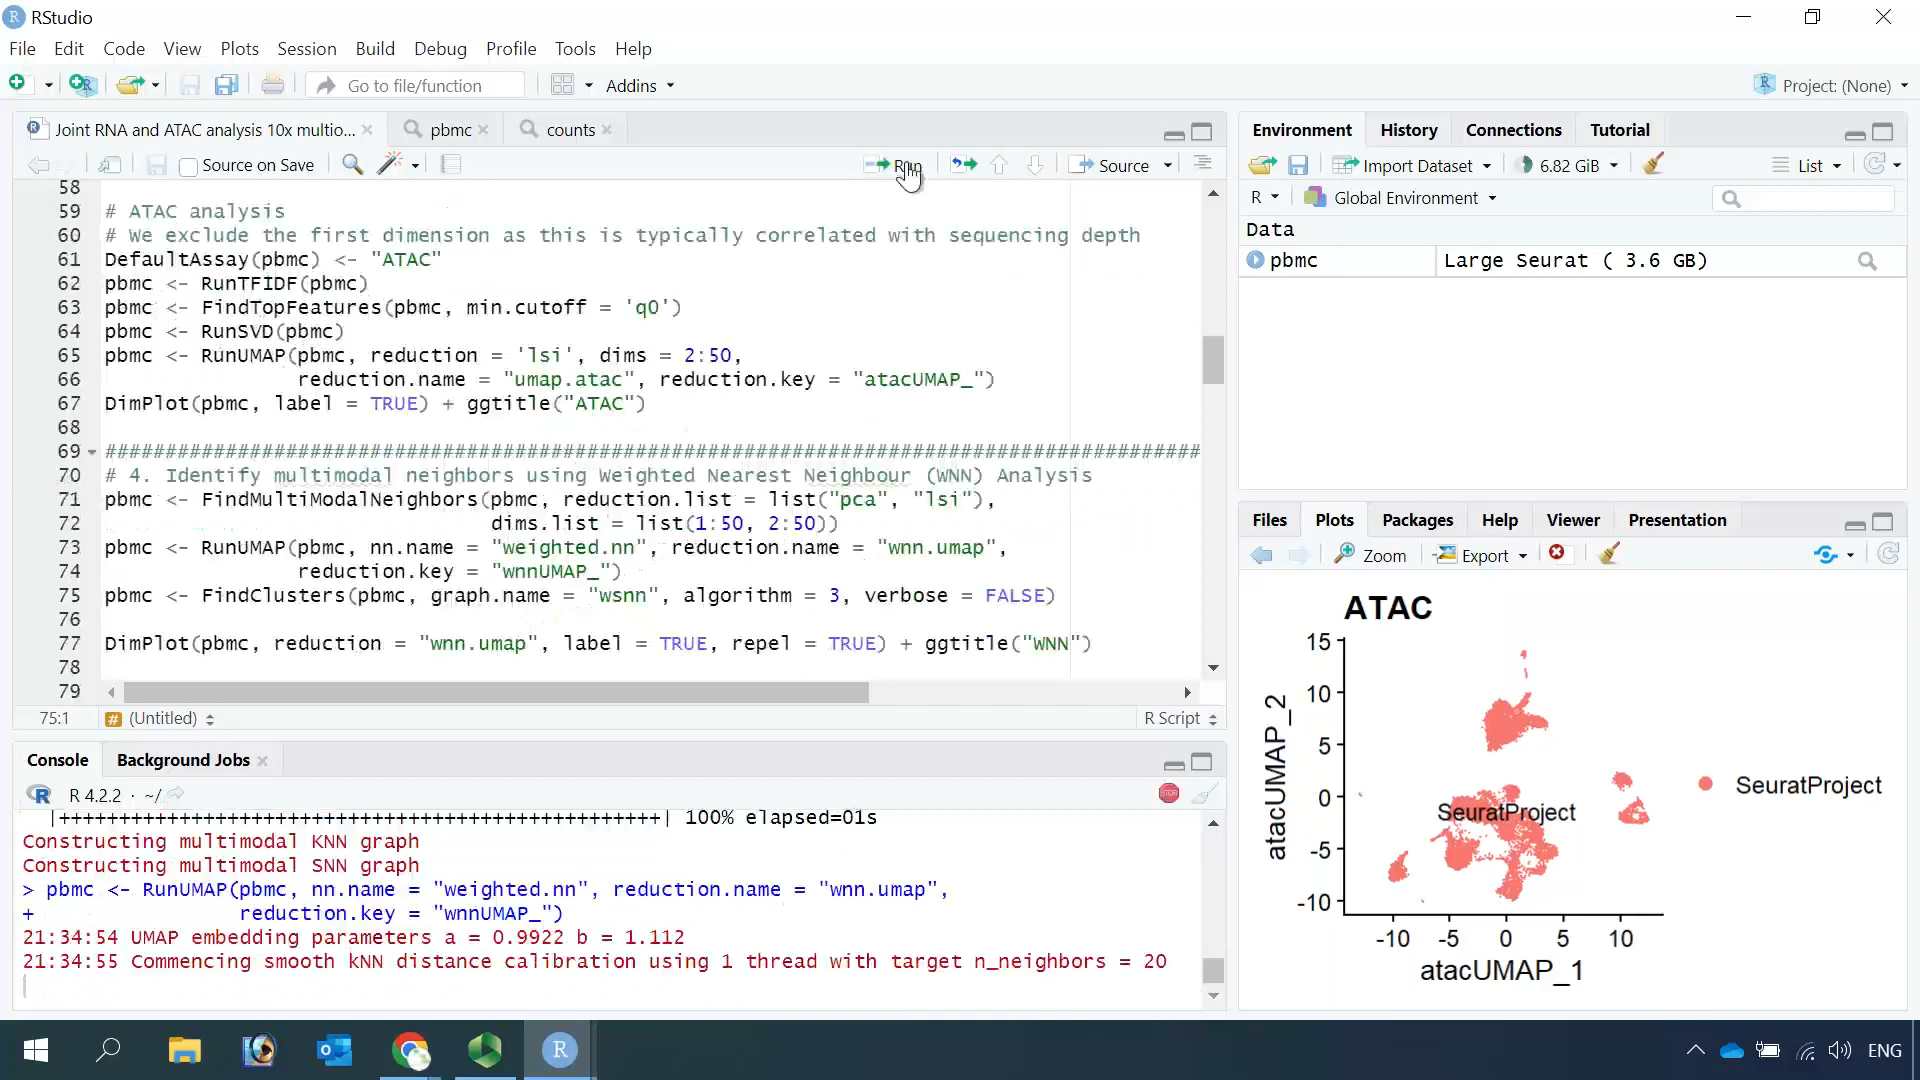 RStudio
File Edit Code View Plots Session Build Debug Profile Tools Help
Go to file/function Addins Project: (None)
Joint RNA and ATAC analysis 10x multio... pbmc counts
Source on Save Run Source
58
59 # ATAC analysis
60 # We exclude the first dimension as this is typically correlated with sequencing depth
61 DefaultAssay(pbmc) <- "ATAC"
62 pbmc <- RunTFIDF(pbmc)
63 pbmc <- FindTopFeatures(pbmc, min.cutoff = 'q0')
64 pbmc <- RunSVD(pbmc)
65 pbmc <- RunUMAP(pbmc, reduction = 'lsi', dims = 2:50,
66 reduction.name = "umap.atac", reduction.key = "atacUMAP_")
67 DimPlot(pbmc, label = TRUE) + ggtitle("ATAC")
68
69 ###########################################################################################
70 # 4. Identify multimodal neighbors using Weighted Nearest Neighbour (WNN) Analysis
71 pbmc <- FindMultiModalNeighbors(pbmc, reduction.list = list("pca", "lsi"),
72 dims.list = list(1:50, 2:50))
73 pbmc <- RunUMAP(pbmc, nn.name = "weighted.nn", reduction.name = "wnn.umap",
74 reduction.key = "wnnUMAP_")
75 pbmc <- FindClusters(pbmc, graph.name = "wsnn", algorithm = 3, verbose = FALSE)
76
77 DimPlot(pbmc, reduction = "wnn.umap", label = TRUE, repel = TRUE) + ggtitle("WNN")
78
79
75:1 # (Untitled) R Script
Console Background Jobs
R R 4.2.2 · ~/
|++++++++++++++++++++++++++++++++++++++++++++++++++| 100% elapsed=01s
Constructing multimodal KNN graph
Constructing multimodal SNN graph
> pbmc <- RunUMAP(pbmc, nn.name = "weighted.nn", reduction.name = "wnn.umap",
+ reduction.key = "wnnUMAP_")
21:34:54 UMAP embedding parameters a = 0.9922 b = 1.112
21:34:55 Commencing smooth kNN distance calibration using 1 thread with target n_neighbors = 20
Environment History Connections Tutorial
Import Dataset 6.82 GiB List
R Global Environment
Data
pbmc Large Seurat ( 3.6 GB)
Files Plots Packages Help Viewer Presentation
Zoom Export
ATAC
15
10
5
0
-5
-10
atacUMAP_2
SeuratProject
SeuratProject
-10 -5 0 5 10
atacUMAP_1
ENG